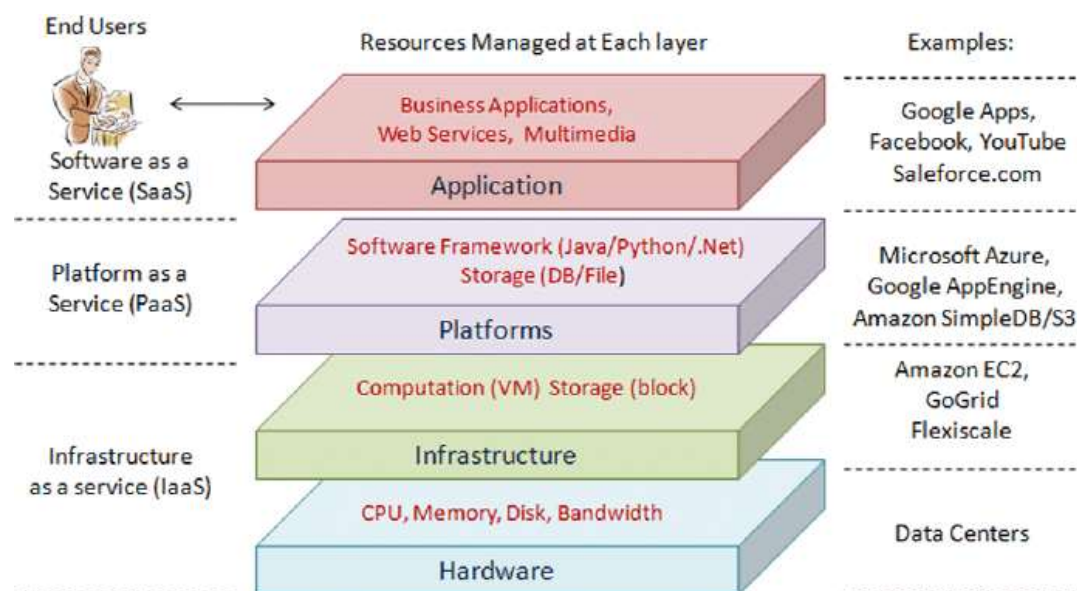 End Users
Resources Managed at Each layer
Examples:
Business Applications,
Web Services, Multimedia
Application
Software as a
Service (SaaS)
Google Apps,
Facebook, YouTube
Saleforce.com
Software Framework (Java/Python/.Net)
Storage (DB/File)
Platforms
Platform as a
Service (PaaS)
Microsoft Azure,
Google AppEngine,
Amazon SimpleDB/S3
Computation (VM) Storage (block)
Infrastructure
Amazon EC2,
GoGrid
Flexiscale
Infrastructure
as a service (IaaS)
CPU, Memory, Disk, Bandwidth
Hardware
Data Centers